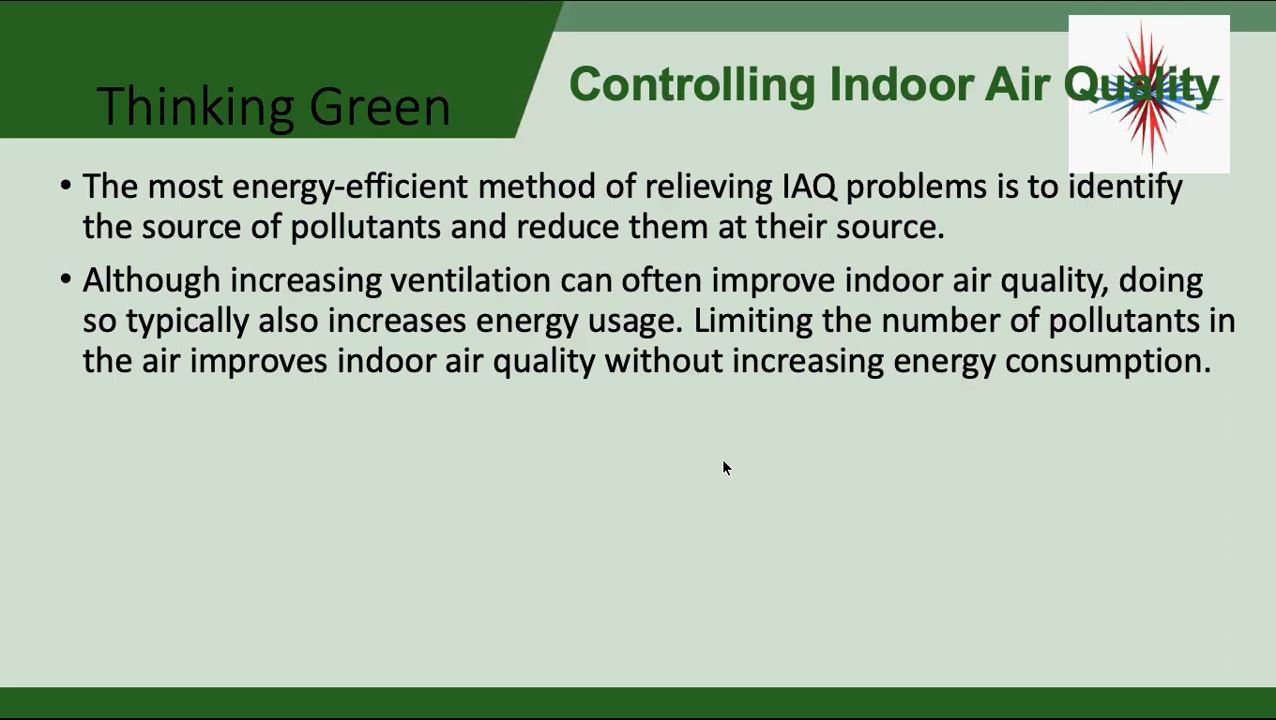 Thinking Green
Controlling Indoor Air Quality
• The most energy-efficient method of relieving IAQ problems is to identify
the source of pollutants and reduce them at their source.
• Although increasing ventilation can often improve indoor air quality, doing
so typically also increases energy usage. Limiting the number of pollutants in
the air improves indoor air quality without increasing energy consumption.